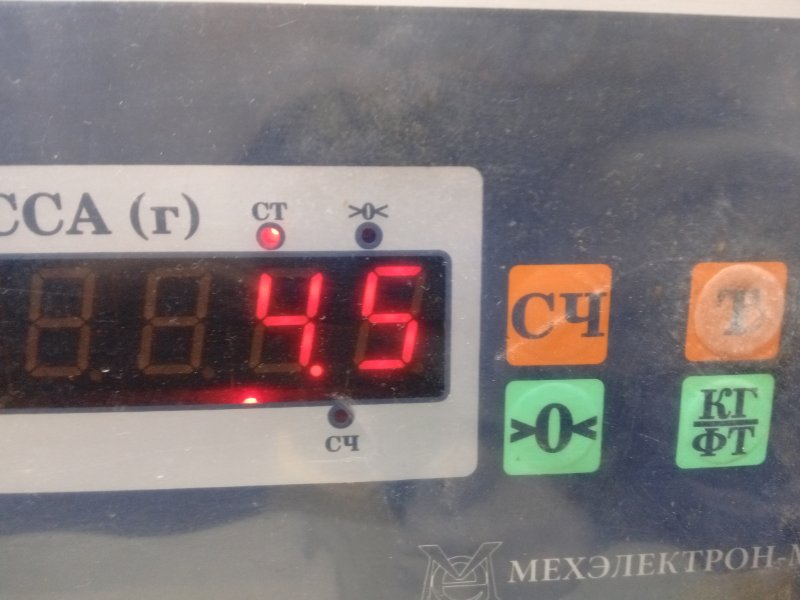 ССА (г)
СТ >0<
4.5
СЧ
СЧ Т
>0< КГ
ФТ
МЕХЭЛЕКТРОН-М